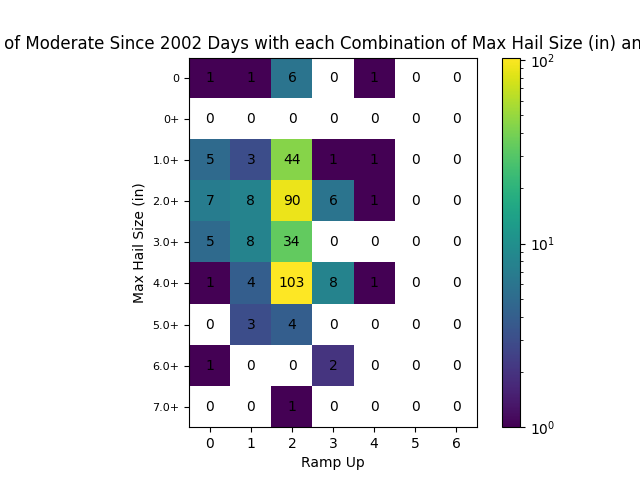 of Moderate Since 2002 Days with each Combination of Max Hail Size (in) an
0 1 1 6 0 1 0 0
0+ 0 0 0 0 0 0 0
1.0+ 5 3 44 1 1 0 0
2.0+ 7 8 90 6 1 0 0
3.0+ 5 8 34 0 0 0 0
4.0+ 1 4 103 8 1 0 0
5.0+ 0 3 4 0 0 0 0
6.0+ 1 0 0 2 0 0 0
7.0+ 0 0 1 0 0 0 0
0 1 2 3 4 5 6
Ramp Up
Max Hail Size (in)
10²
10¹
10⁰